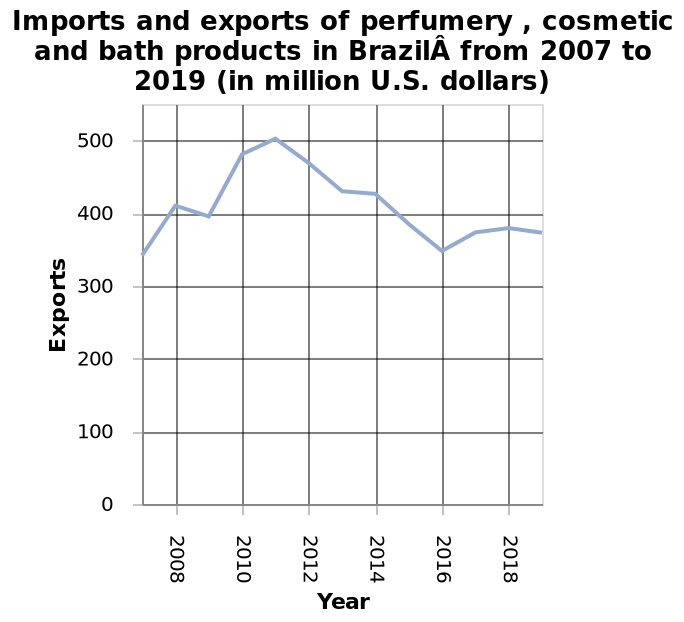 Imports and exports of perfumery , cosmetic
and bath products in BrazilÂ from 2007 to
2019 (in million U.S. dollars)
500
400
300
200
100
0
Exports
2008
2010
2012
2014
2016
2018
Year